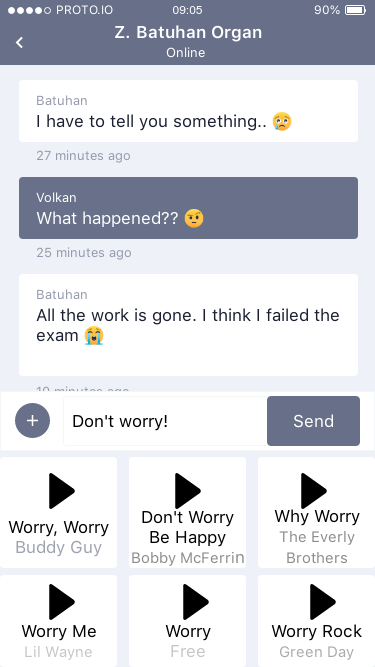 PROTO.IO 09:05 90%
Z. Batuhan Organ
Online
Batuhan
I have to tell you something.. 😢
27 minutes ago
Volkan
What happened?? 🤨
25 minutes ago
Batuhan
All the work is gone. I think I failed the
exam 😭
10 minutes ago
+ Don't worry! Send
Worry, Worry
Buddy Guy
Don't Worry
Be Happy
Bobby McFerrin
Why Worry
The Everly
Brothers
Worry Me
Lil Wayne
Worry
Free
Worry Rock
Green Day